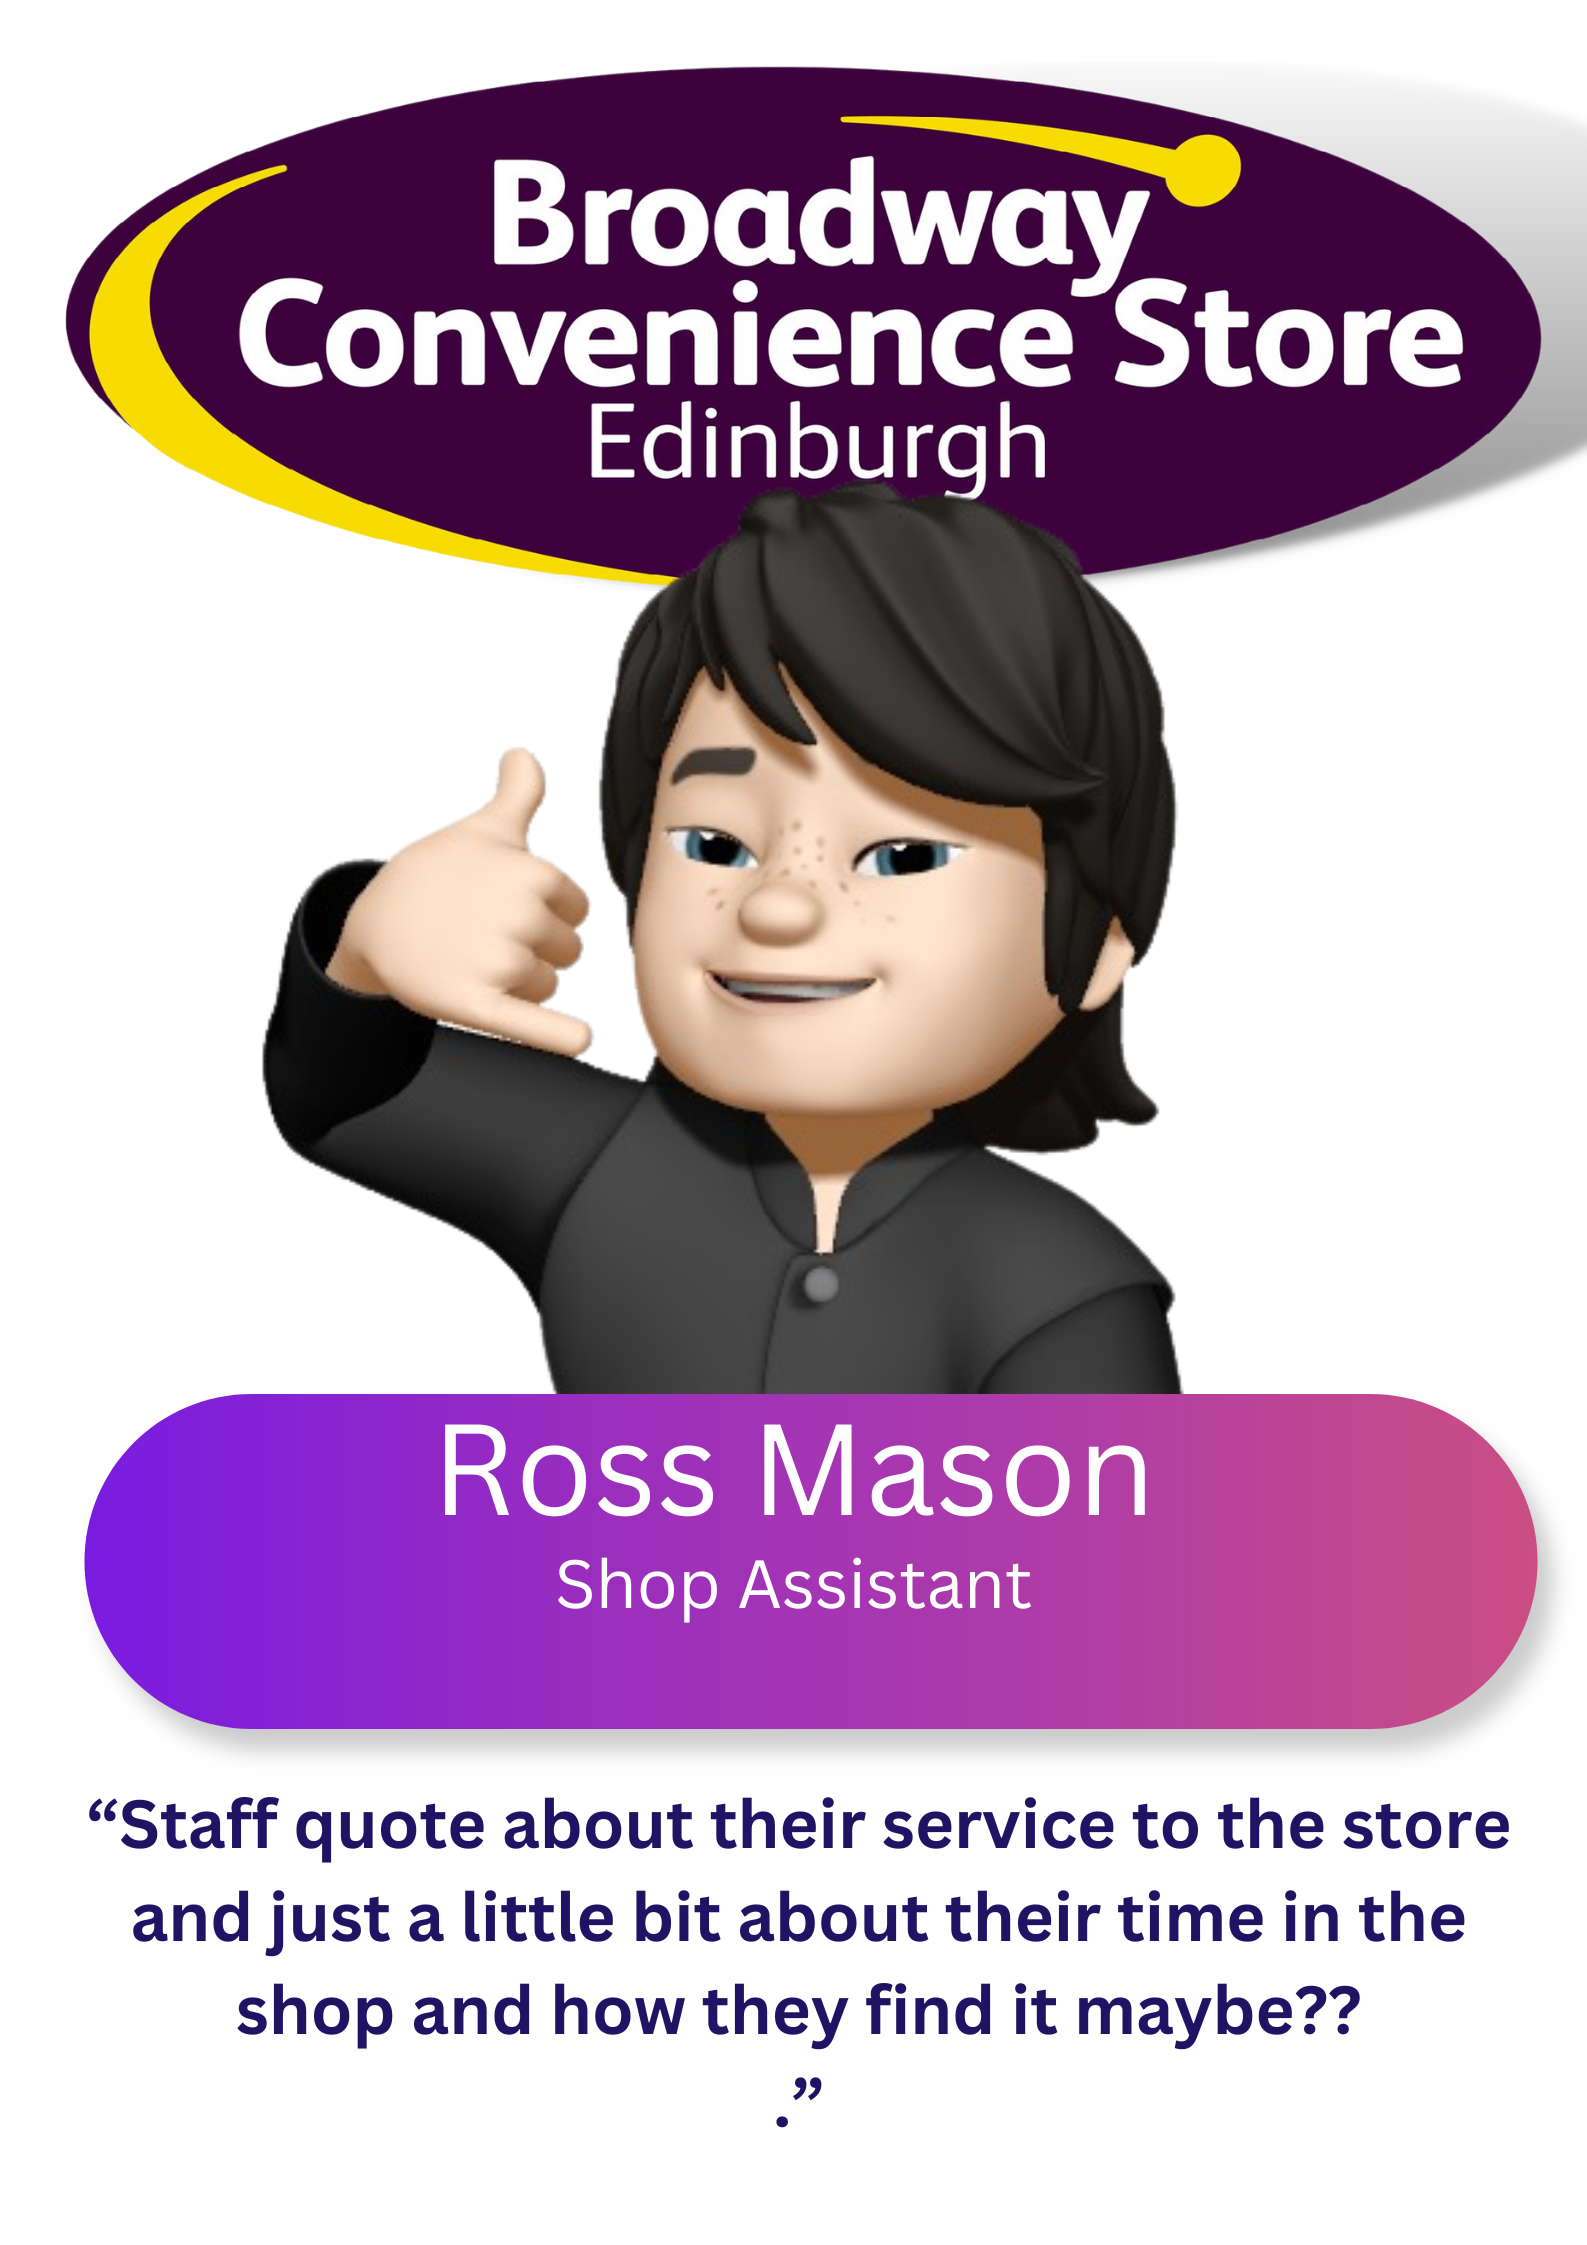 Broadway
Convenience Store
Edinburgh
Ross Mason
Shop Assistant
“Staff quote about their service to the store
and just a little bit about their time in the
shop and how they find it maybe??
.”